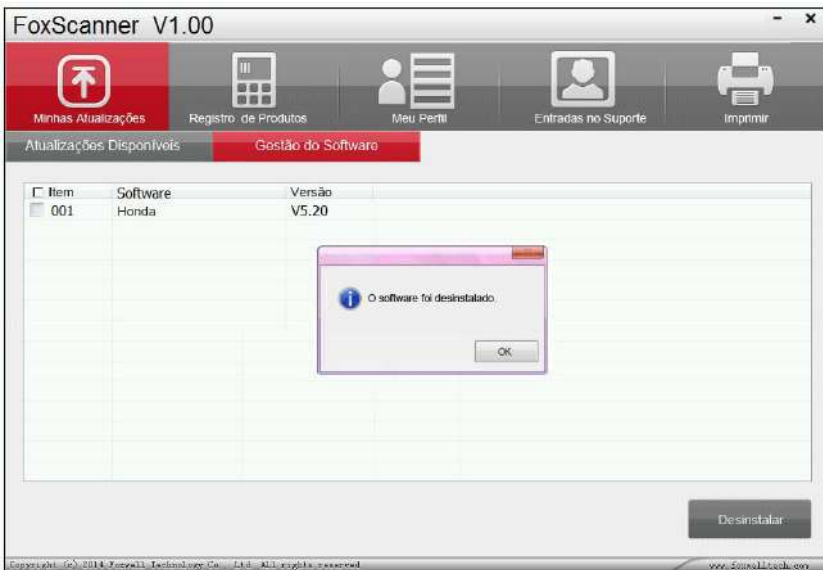 FoxScanner V1.00
Minhas Atualizações Registro de Produtos Meu Perfil Entradas no Suporte Imprimir
Atualizações Disponíveis Gestão do Software
Item Software Versão
001 Honda V5.20
O software foi desinstalado.
OK
Desinstalar
Copyright (c) 2014 Foxwell Technology Co., Ltd. All rights reserved www.foxwelltech.com